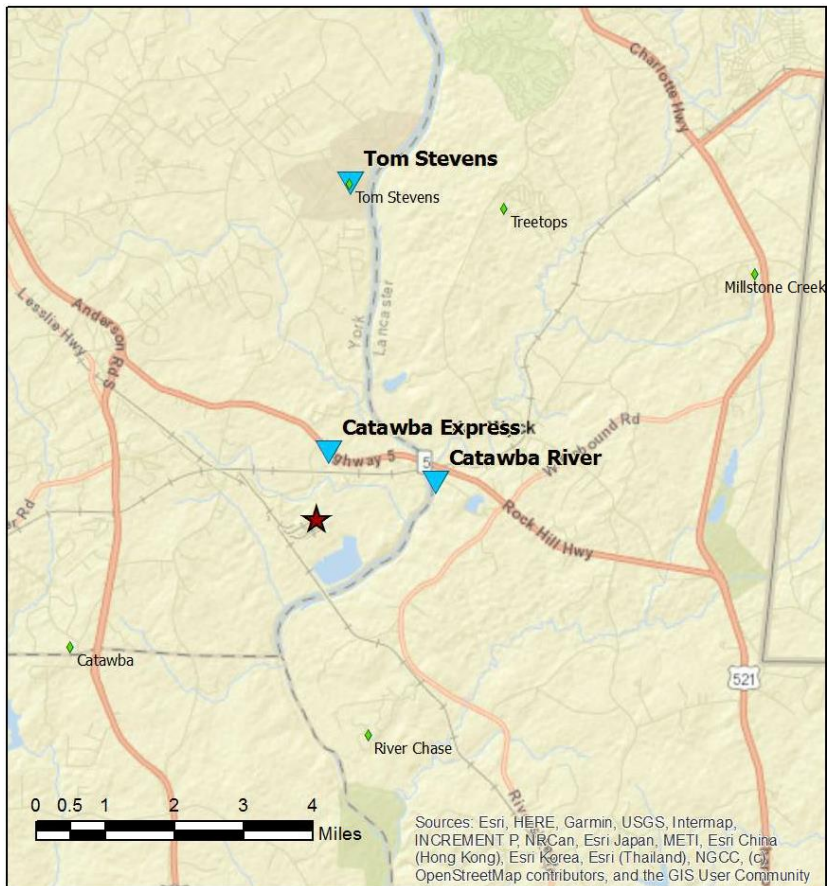 Charlotte Hwy
Tom Stevens
Tom Stevens
Treetops
Millstone Creek
York
Lancaster
Lesslie Hwy
Anderson Rd S
Catawba Express
Catawba River
5
Rock Hill Hwy
Catawba
521
River Chase
0 0.5 1 2 3 4
Miles
Sources: Esri, HERE, Garmin, USGS, Intermap,
INCREMENT P, NRCan, Esri Japan, METI, Esri China
(Hong Kong), Esri Korea, Esri (Thailand), NGCC, (c)
OpenStreetMap contributors, and the GIS User Community